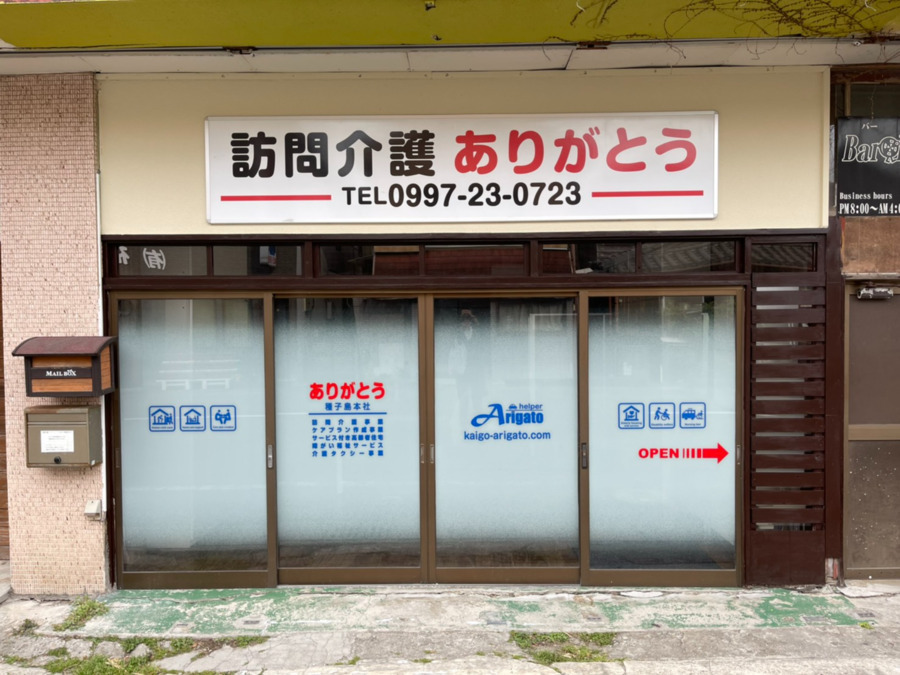 訪問介護 ありがとう
TEL0997-23-0723
バー
Bar
Business hours
PM8:00～AM4:0
(有)
MAIL BOX
ありがとう
種子島本社
訪問介護事業
ケアプラン作成事業
サービス付き高齢者住宅
障がい福祉サービス
介護タクシー事業
helper
Arigato
kaigo-arigato.com
OPEN